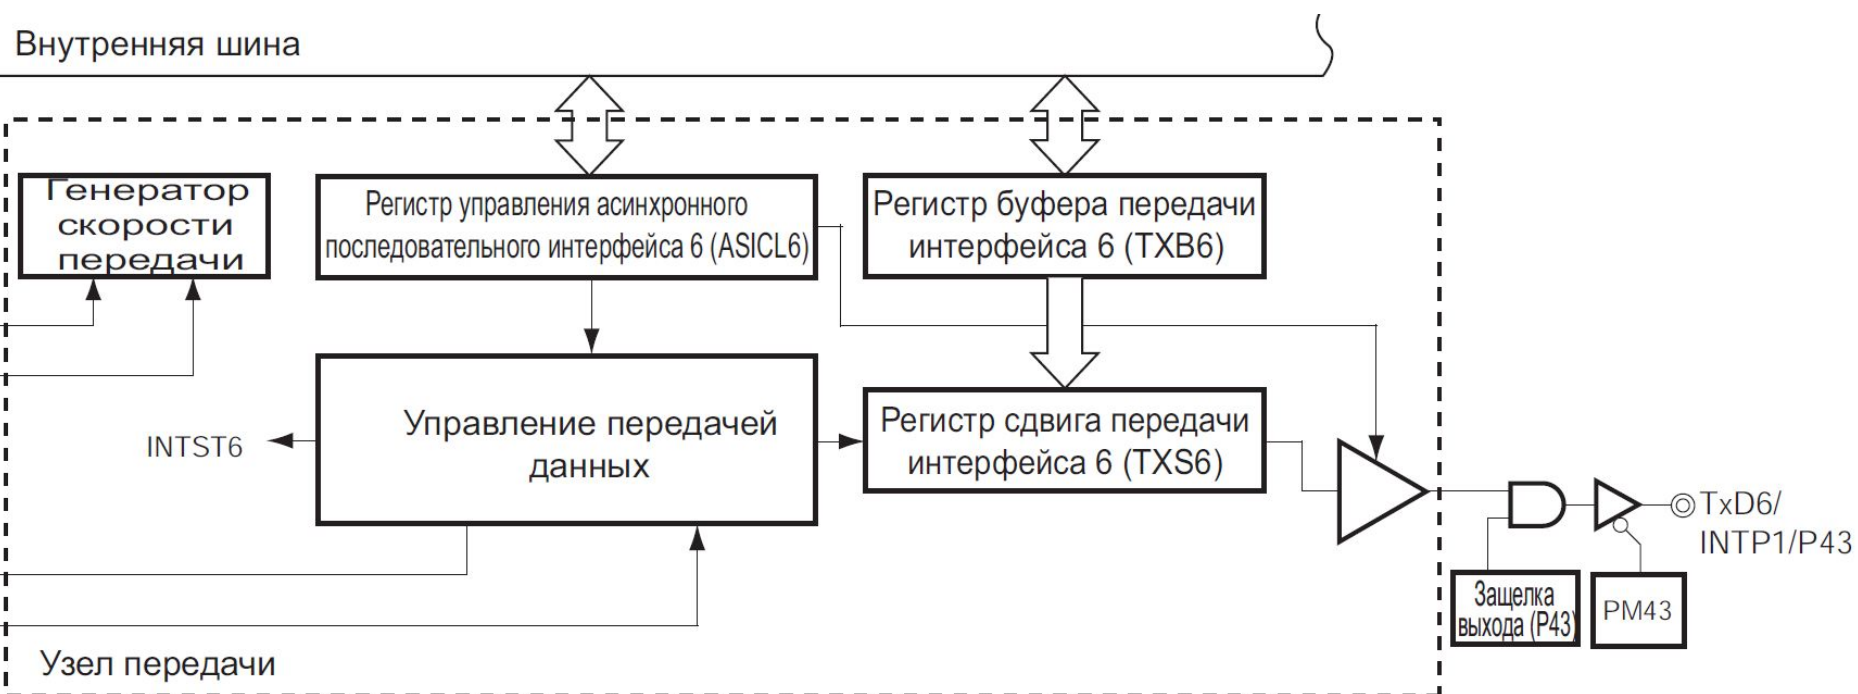 Внутренняя шина
Генератор
скорости
передачи
Регистр управления асинхронного
последовательного интерфейса 6 (ASICL6)
Регистр буфера передачи
интерфейса 6 (TXB6)
INTST6
Управление передачей
данных
Регистр сдвига передачи
интерфейса 6 (TXS6)
TxD6/
INTP1/P43
Защелка
выхода (P43)
PM43
Узел передачи